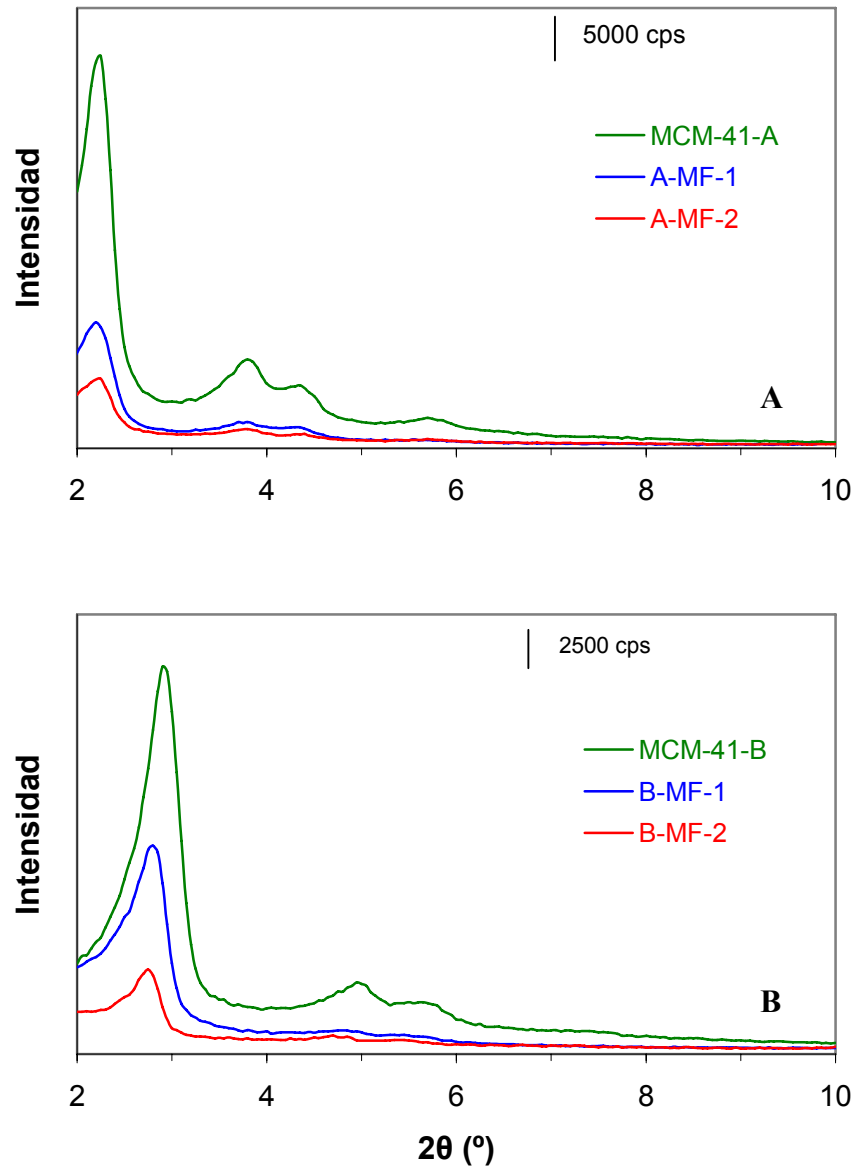 5000 cps
Intensidad
MCM-41-A
A-MF-1
A-MF-2
A
2 4 6 8 10
2500 cps
Intensidad
MCM-41-B
B-MF-1
B-MF-2
B
2 4 6 8 10
2θ (º)